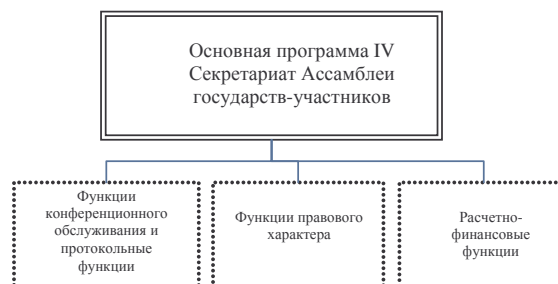 Основная программа IV
Секретариат Ассамблеи
государств-участников
Функции
конференционного
обслуживания и
протокольные
функции
Функции правового
характера
Расчетно-
финансовые
функции